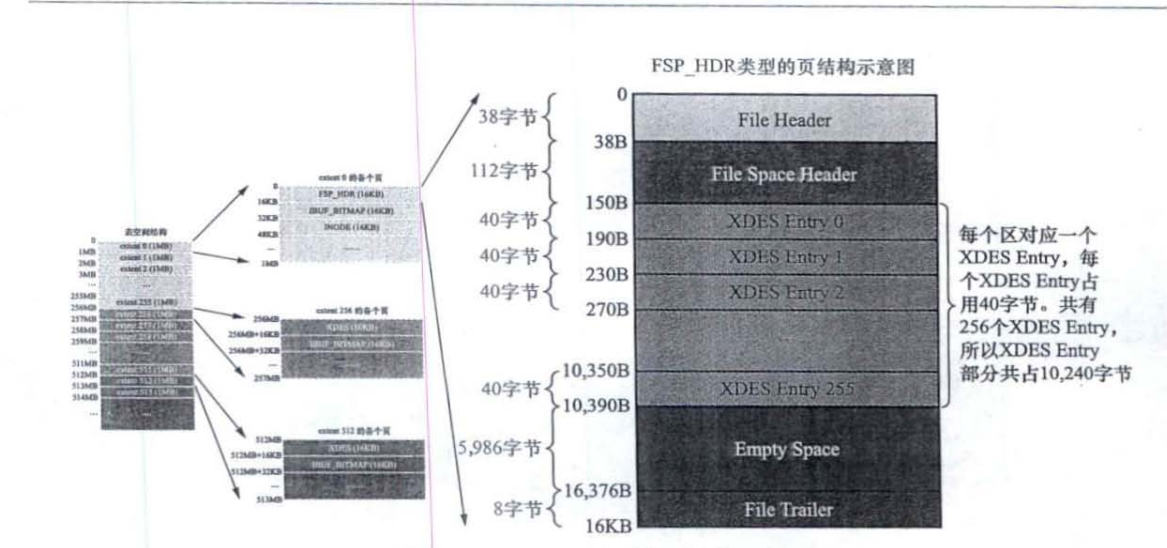 FSP_HDR类型的页结构示意图
0
38字节
File Header
38B
112字节
File Space Header
150B
40字节
XDES Entry 0
190B
40字节
XDES Entry 1
230B
40字节
XDES Entry 2
270B
10,350B
40字节
XDES Entry 255
10,390B
5,986字节
Empty Space
16,376B
8字节
File Trailer
16KB
每个区对应一个
XDES Entry，每
个XDES Entry占
用40字节。共有
256个XDES Entry，
所以XDES Entry
部分共占10,240字节
extent 0 的各个页
0
FSP_HDR (16KB)
16KB
IBUF_BITMAP (16KB)
32KB
INODE (16KB)
48KB
...
......
1MB
表空间结构
0
extent 0 (1MB)
1MB
extent 1 (1MB)
2MB
extent 2 (1MB)
3MB
...
...
255MB
extent 255 (1MB)
256MB
extent 256 (1MB)
257MB
extent 257 (1MB)
258MB
extent 258 (1MB)
259MB
...
511MB
extent 511 (1MB)
512MB
extent 512 (1MB)
513MB
extent 513 (1MB)
514MB
...
...
extent 256 的各个页
256MB
XDES (16KB)
256MB+16KB
IBUF_BITMAP (16KB)
256MB+32KB
...
257MB
extent 512 的各个页
512MB
XDES (16KB)
512MB+16KB
IBUF_BITMAP (16KB)
512MB+32KB
...
513MB